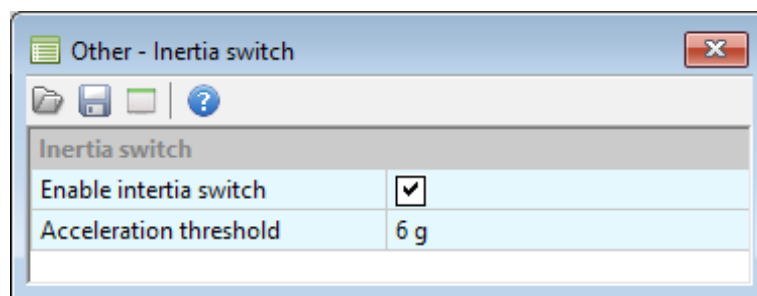 Other - Inertia switch
Inertia switch
Enable intertia switch
Acceleration threshold 6 g